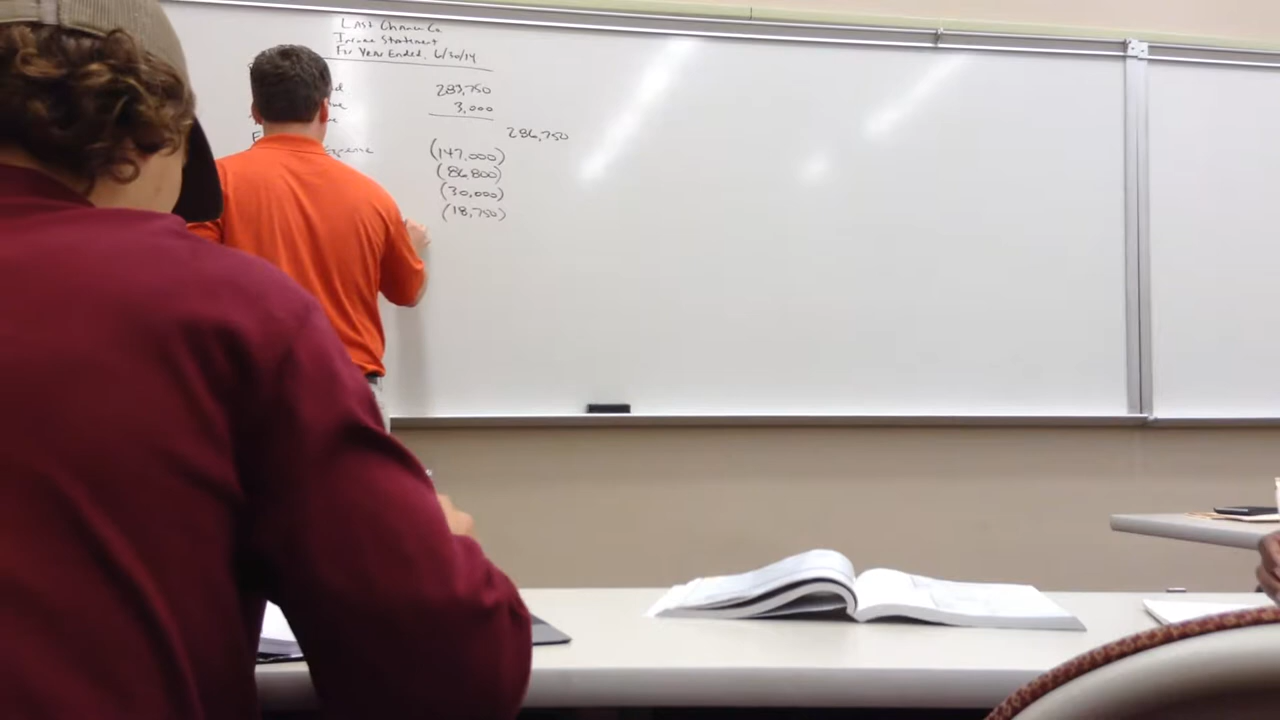 Last Chance Co
Income Statement
For Year Ended, 6/30/14
283,750
3,000
286,750
Expense (147,000)
(86,800)
(30,000)
(18,750)